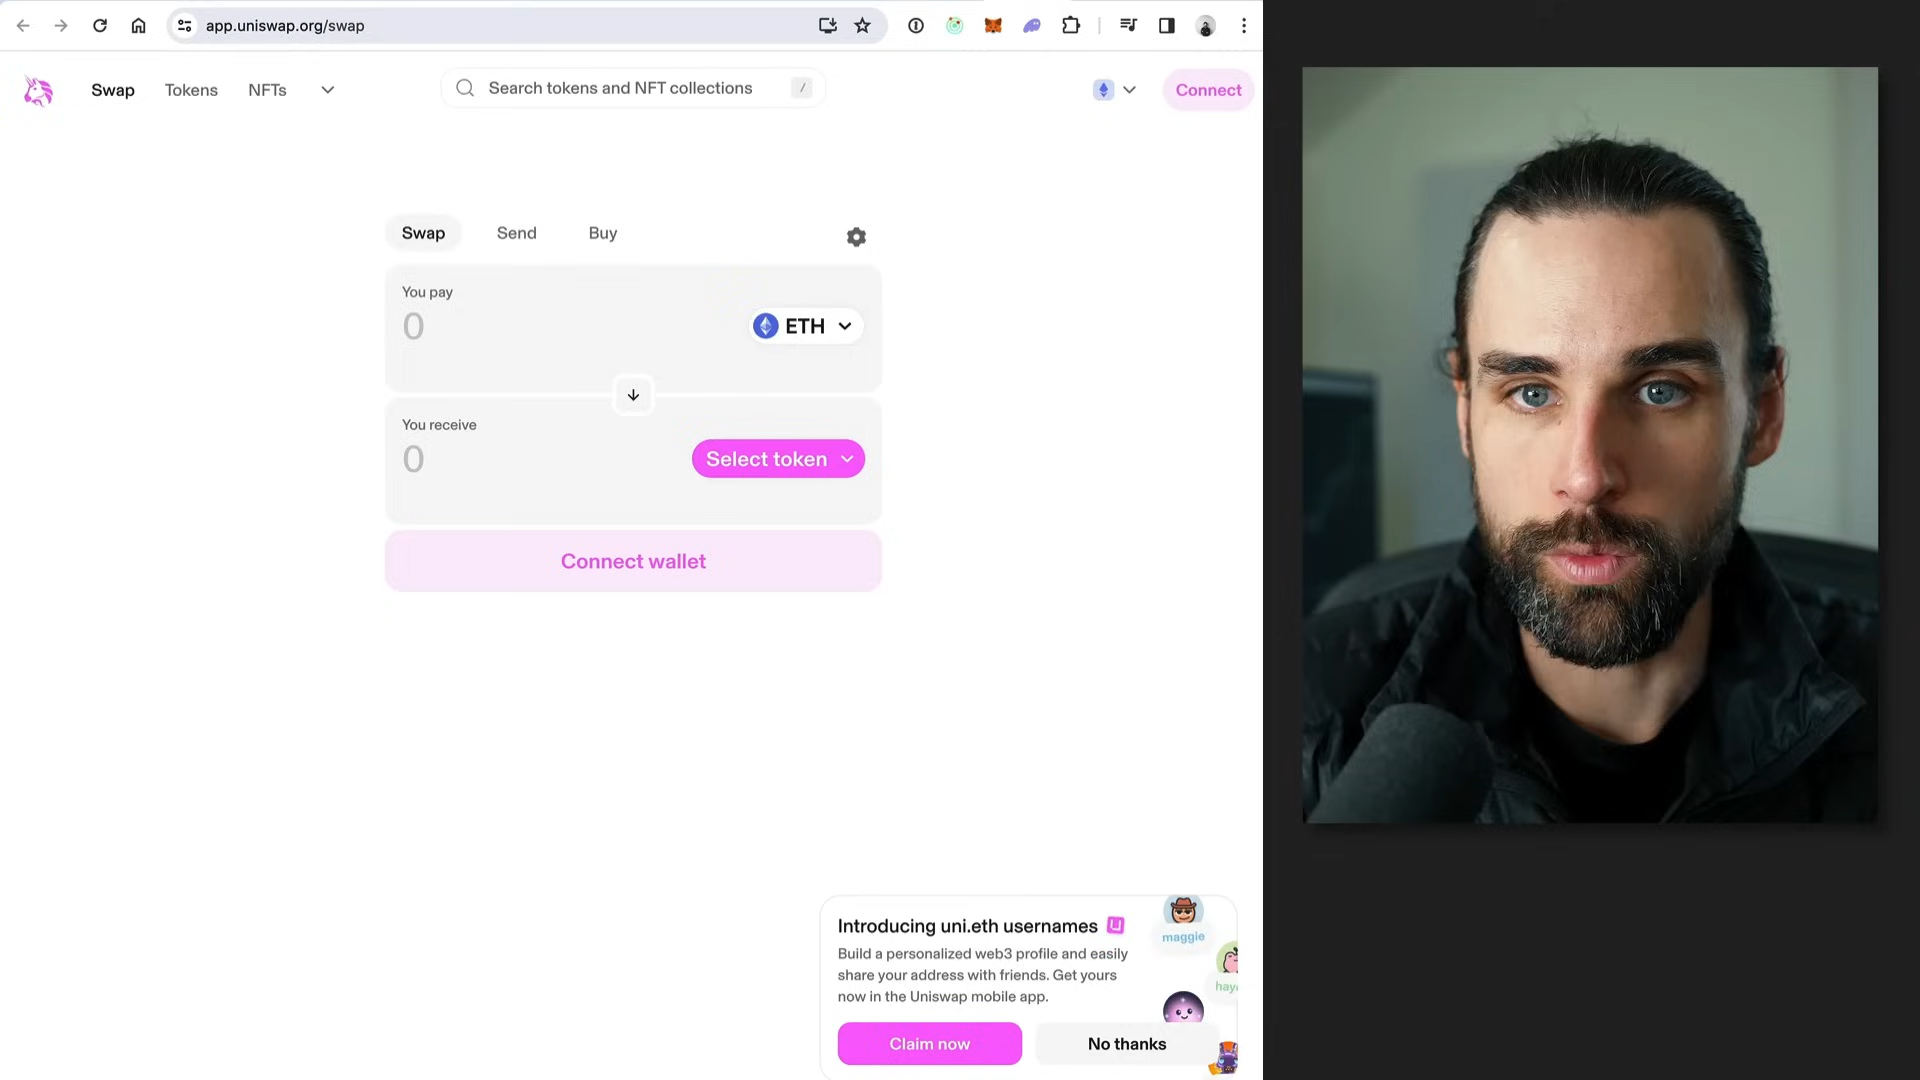 app.uniswap.org/swap
Swap Tokens NFTs
Search tokens and NFT collections /
Connect
Swap Send Buy
You pay
0
ETH
You receive
0
Select token
Connect wallet
Introducing uni.eth usernames
Build a personalized web3 profile and easily
share your address with friends. Get yours
now in the Uniswap mobile app.
maggie
hay
Claim now
No thanks